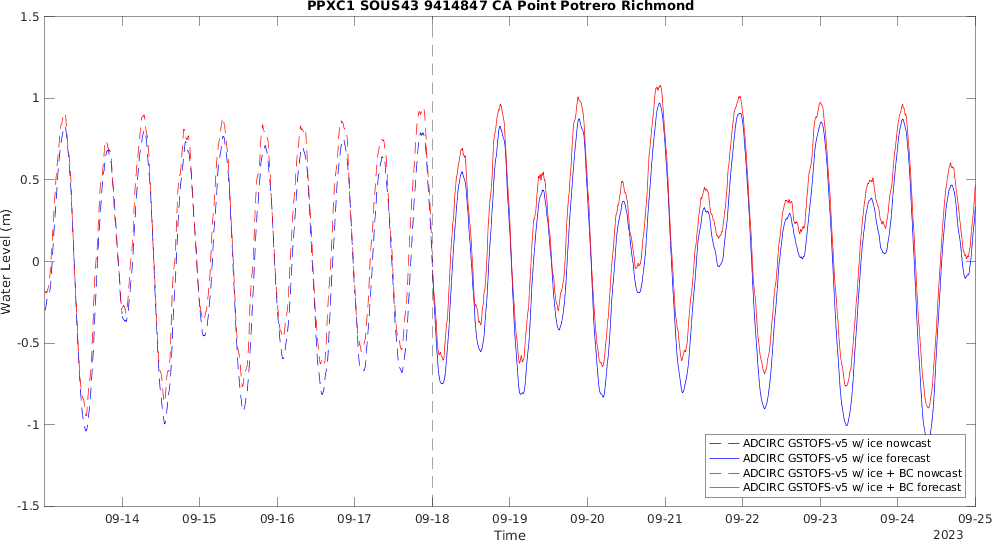 PPXC1 SOUS43 9414847 CA Point Potrero Richmond
1.5
1
0.5
0
-0.5
-1
-1.5
Water Level (m)
09-14 09-15 09-16 09-17 09-18 09-19 09-20 09-21 09-22 09-23 09-24 09-25
Time
2023
ADCIRC GSTOFS-v5 w/ ice nowcast
ADCIRC GSTOFS-v5 w/ ice forecast
ADCIRC GSTOFS-v5 w/ ice + BC nowcast
ADCIRC GSTOFS-v5 w/ ice + BC forecast